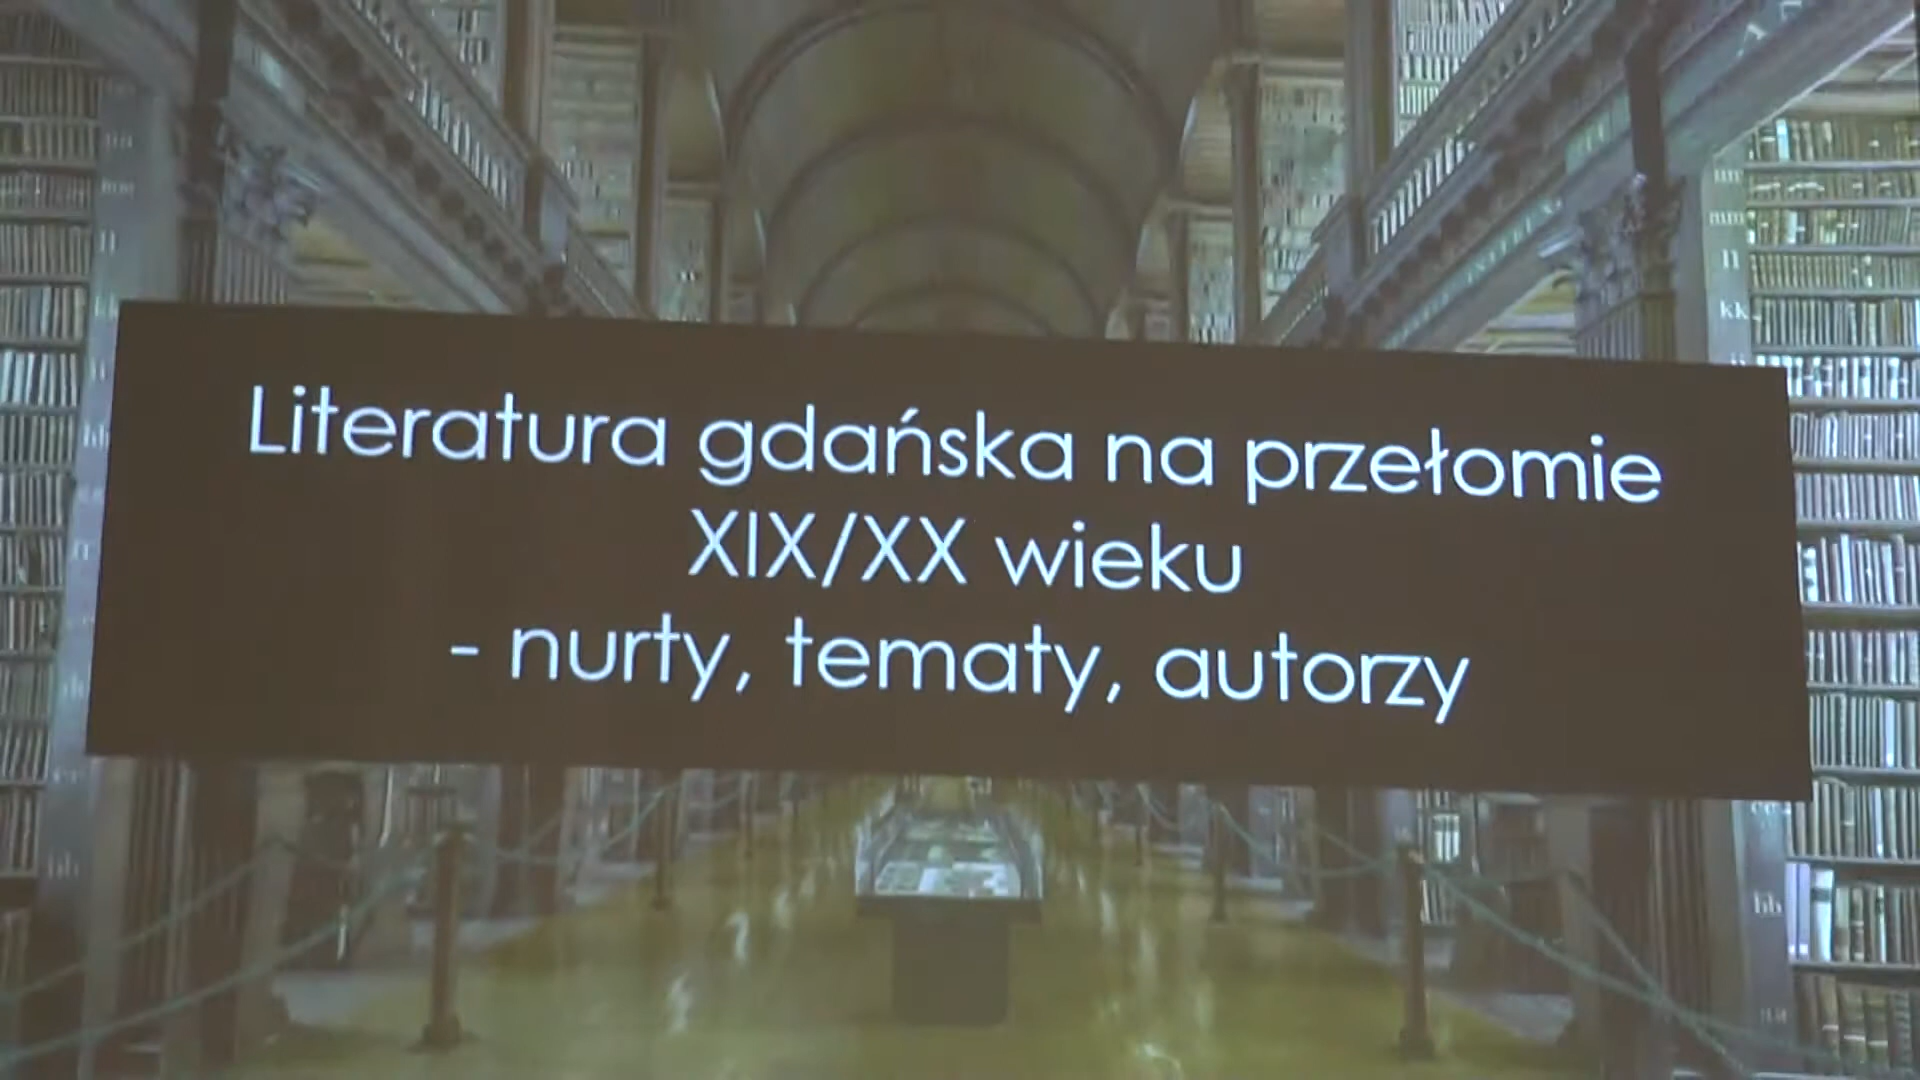 Literatura gdańska na przełomie
XIX/XX wieku
- nurty, tematy, autorzy